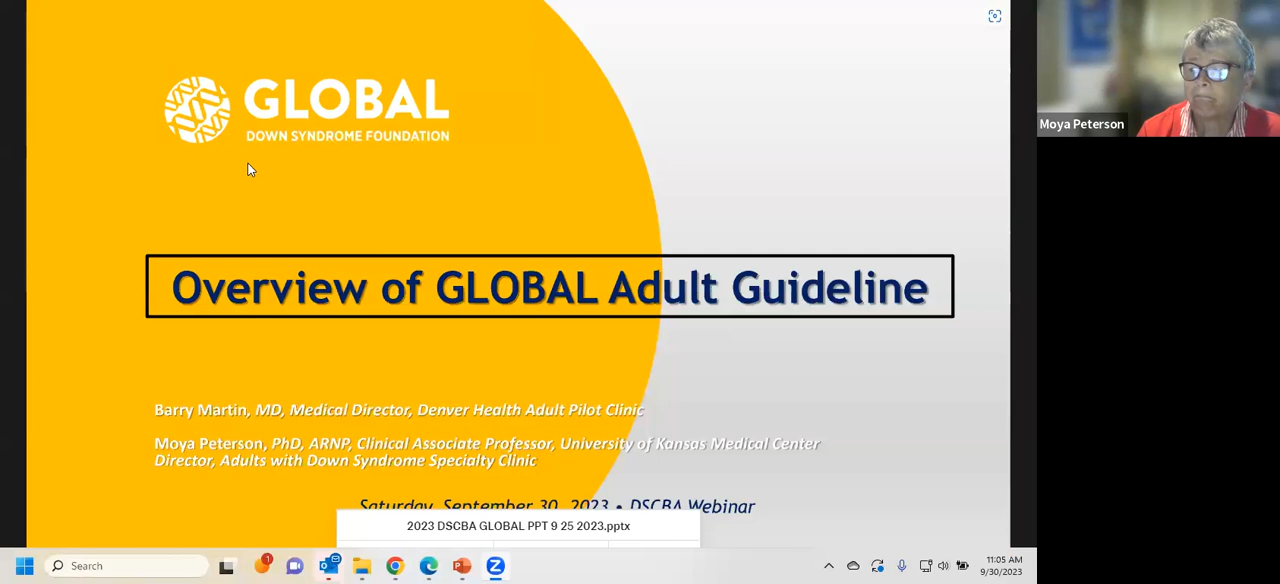 GLOBAL
DOWN SYNDROME FOUNDATION
Moya Peterson
Overview of GLOBAL Adult Guideline
Barry Martin, MD, Medical Director, Denver Health Adult Pilot Clinic
Moya Peterson, PhD, ARNP, Clinical Associate Professor, University of Kansas Medical Center
Director, Adults with Down Syndrome Specialty Clinic
Saturday, September 30, 2023 • DSCBA Webinar
2023 DSCBA GLOBAL PPT 9 25 2023.pptx
Search
1
11:05 AM
9/30/2023